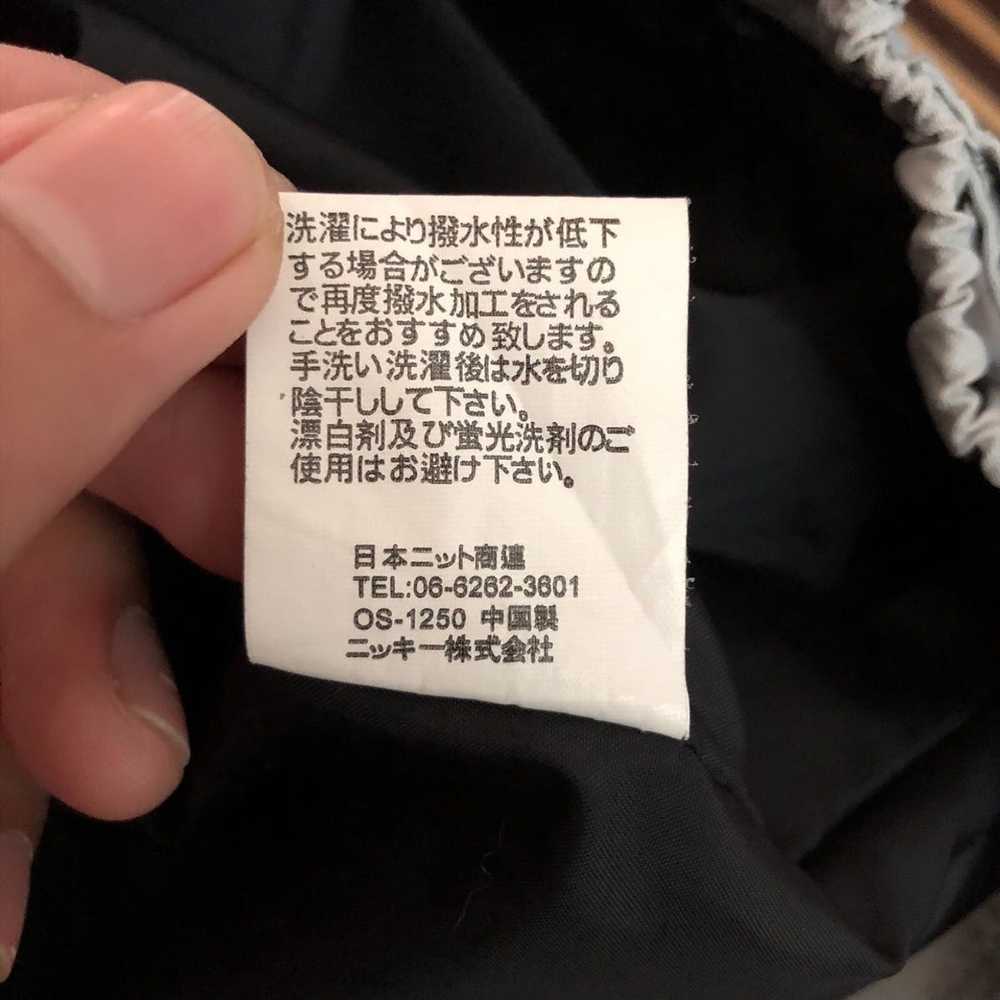 洗濯により撥水性が低下
する場合がございますの
で再度撥水加工をされる
ことをおすすめ致します。
手洗い洗濯後は水を切り
陰干しして下さい。
漂白剤及び蛍光洗剤のご
使用はお避け下さい。
日本ニット商連
TEL:06-6262-3601
OS-1250 中国製
ニッキー株式会社